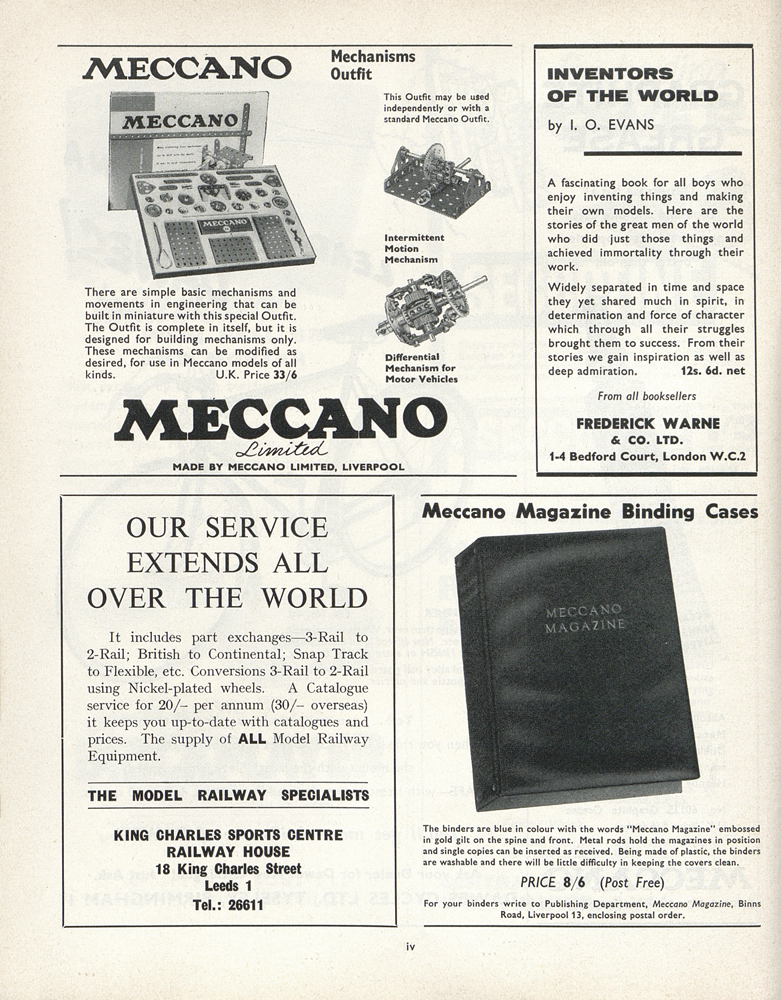 MECCANO
Mechanisms
Outfit
This Outfit may be used
independently or with a
standard Meccano Outfit.
MECCANO
MECCANO
Intermittent
Motion
Mechanism
Differential
Mechanism for
Motor Vehicles
There are simple basic mechanisms and
movements in engineering that can be
built in miniature with this special Outfit.
The Outfit is complete in itself, but it is
designed for building mechanisms only.
These mechanisms can be modified as
desired, for use in Meccano models of all
kinds. U.K. Price 33/6
MECCANO
Limited
MADE BY MECCANO LIMITED, LIVERPOOL
INVENTORS
OF THE WORLD
by I. O. EVANS
A fascinating book for all boys who
enjoy inventing things and making
their own models. Here are the
stories of the great men of the world
who did just those things and
achieved immortality through their
work.
Widely separated in time and space
they yet shared much in spirit, in
determination and force of character
which through all their struggles
brought them to success. From their
stories we gain inspiration as well as
deep admiration. 12s. 6d. net
From all booksellers
FREDERICK WARNE
& CO. LTD.
1-4 Bedford Court, London W.C.2
OUR SERVICE
EXTENDS ALL
OVER THE WORLD
It includes part exchanges—3-Rail to
2-Rail; British to Continental; Snap Track
to Flexible, etc. Conversions 3-Rail to 2-Rail
using Nickel-plated wheels. A Catalogue
service for 20/– per annum (30/– overseas)
it keeps you up-to-date with catalogues and
prices. The supply of ALL Model Railway
Equipment.
THE MODEL RAILWAY SPECIALISTS
KING CHARLES SPORTS CENTRE
RAILWAY HOUSE
18 King Charles Street
Leeds 1
Tel.: 26611
Meccano Magazine Binding Cases
MECCANO
MAGAZINE
The binders are blue in colour with the words "Meccano Magazine" embossed
in gold gilt on the spine and front. Metal rods hold the magazines in position
and single copies can be inserted as received. Being made of plastic, the binders
are washable and there will be little difficulty in keeping the covers clean.
PRICE 8/6 (Post Free)
For your binders write to Publishing Department, Meccano Magazine, Binns
Road, Liverpool 13, enclosing postal order.
iv